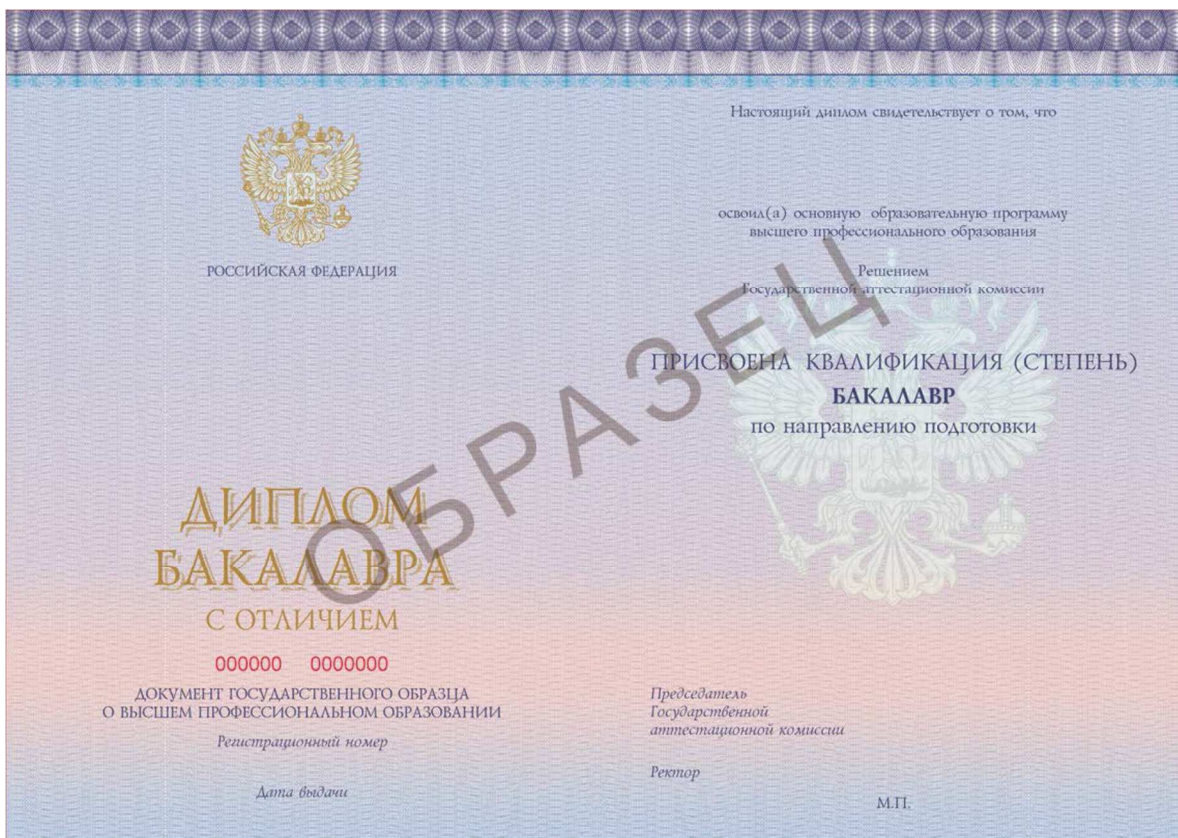 РОССИЙСКАЯ ФЕДЕРАЦИЯ
ДИПЛОМ
БАКАЛАВРА
С ОТЛИЧИЕМ
000000 0000000
ДОКУМЕНТ ГОСУДАРСТВЕННОГО ОБРАЗЦА
О ВЫСШЕМ ПРОФЕССИОНАЛЬНОМ ОБРАЗОВАНИИ
Регистрационный номер
Дата выдачи
Настоящий диплом свидетельствует о том, что
освоил(а) основную образовательную программу
высшего профессионального образования
Решением
Государственной аттестационной комиссии
ПРИСВОЕНА КВАЛИФИКАЦИЯ (СТЕПЕНЬ)
БАКАЛАВР
по направлению подготовки
Председатель
Государственной
аттестационной комиссии
Ректор
М.П.
ОБРАЗЕЦ